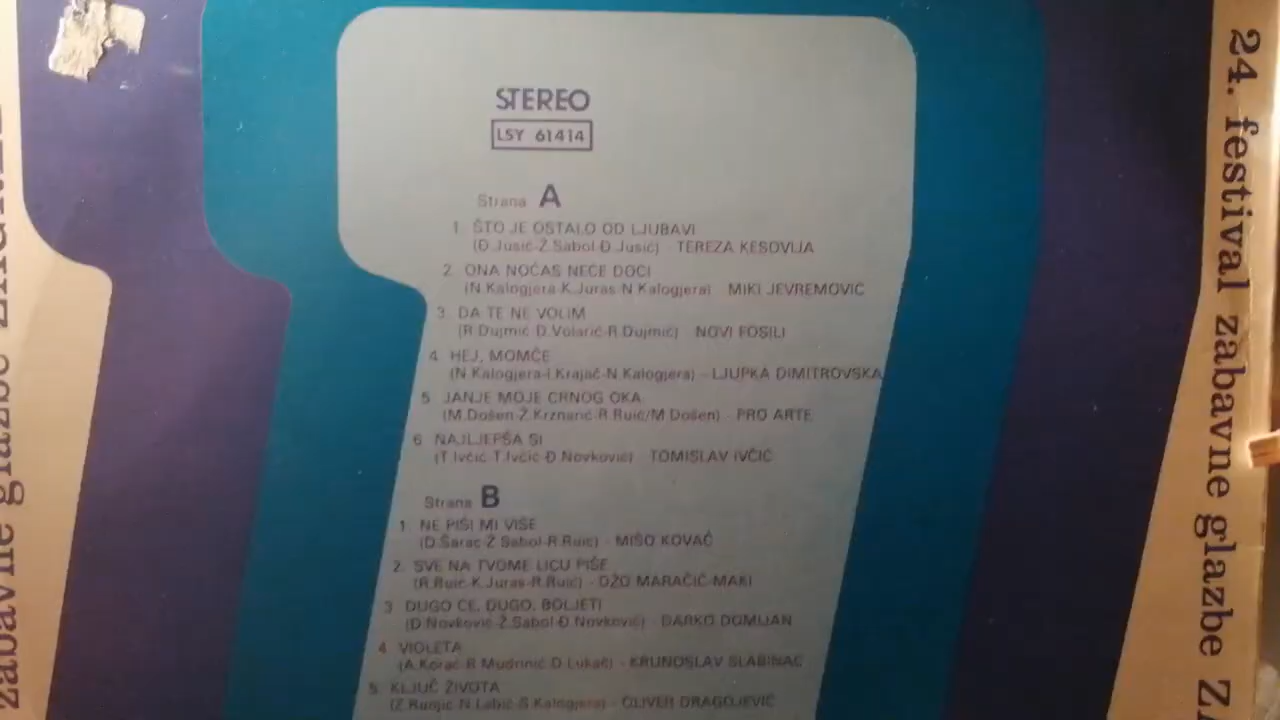 STEREO
LSY 61414
Strana A
1. ŠTO JE OSTALO OD LJUBAVI
(Đ.Jusić-Ž.Sabol-Đ.Jusić) - TEREZA KESOVIJA
2. ONA NOĆAS NEĆE DOĆI
(N.Kalogjera-K.Juras-N.Kalogjera) MIKI JEVREMOVIĆ
3. DA TE NE VOLIM
(R.Dujmić-D.Volarić-R.Dujmić) NOVI FOSILI
4. HEJ, MOMČE
(N.Kalogjera-I.Krajač-N.Kalogjera) - LJUPKA DIMITROVSKA
5. JANJE MOJE CRNOG OKA
(M.Došen-Ž.Krznarić-R.Ruić/M.Došen) - PRO ARTE
6. NAJLJEPŠA SI
(T.Ivčić-T.Ivčić-Đ.Novković) TOMISLAV IVČIĆ
Strana B
1. NE PIŠI MI VIŠE
(D.Šarac-Ž.Sabol-R.Ruić) - MIŠO KOVAČ
2. SVE NA TVOME LICU PIŠE
(R.Ruić-K.Juras-R.Ruić) - DŽO MARAČIĆ-MAKI
3. DUGO ĆE, DUGO, BOLJETI
(Đ.Novković-Ž.Sabol-Đ.Novković) DARKO DOMIJAN
4. VIOLETA
(A.Korać-R.Mudrinić-D.Lukač) - KRUNOSLAV SLABINAC
5. KLJUČ ŽIVOTA
(Z.Runjić-N.Labić-S.Kalogjera) - OLIVER DRAGOJEVIĆ
24. festival zabavne glazbe
zabavne glazbe